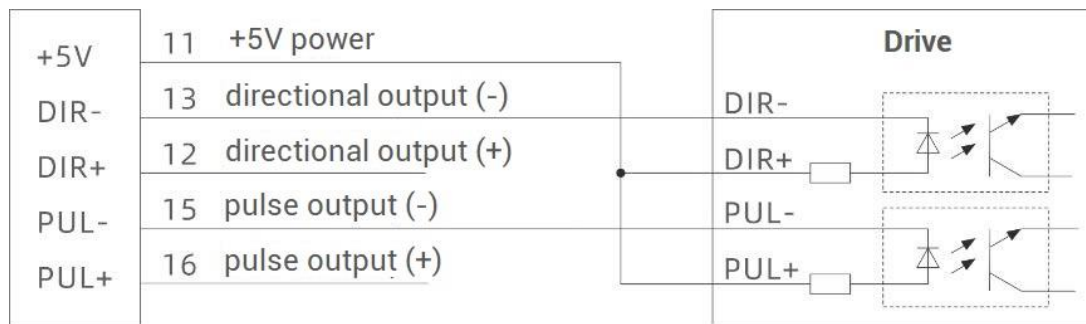 +5V 11 +5V power
DIR- 13 directional output (-)
DIR+ 12 directional output (+)
PUL- 15 pulse output (-)
PUL+ 16 pulse output (+)
Drive
DIR-
DIR+
PUL-
PUL+